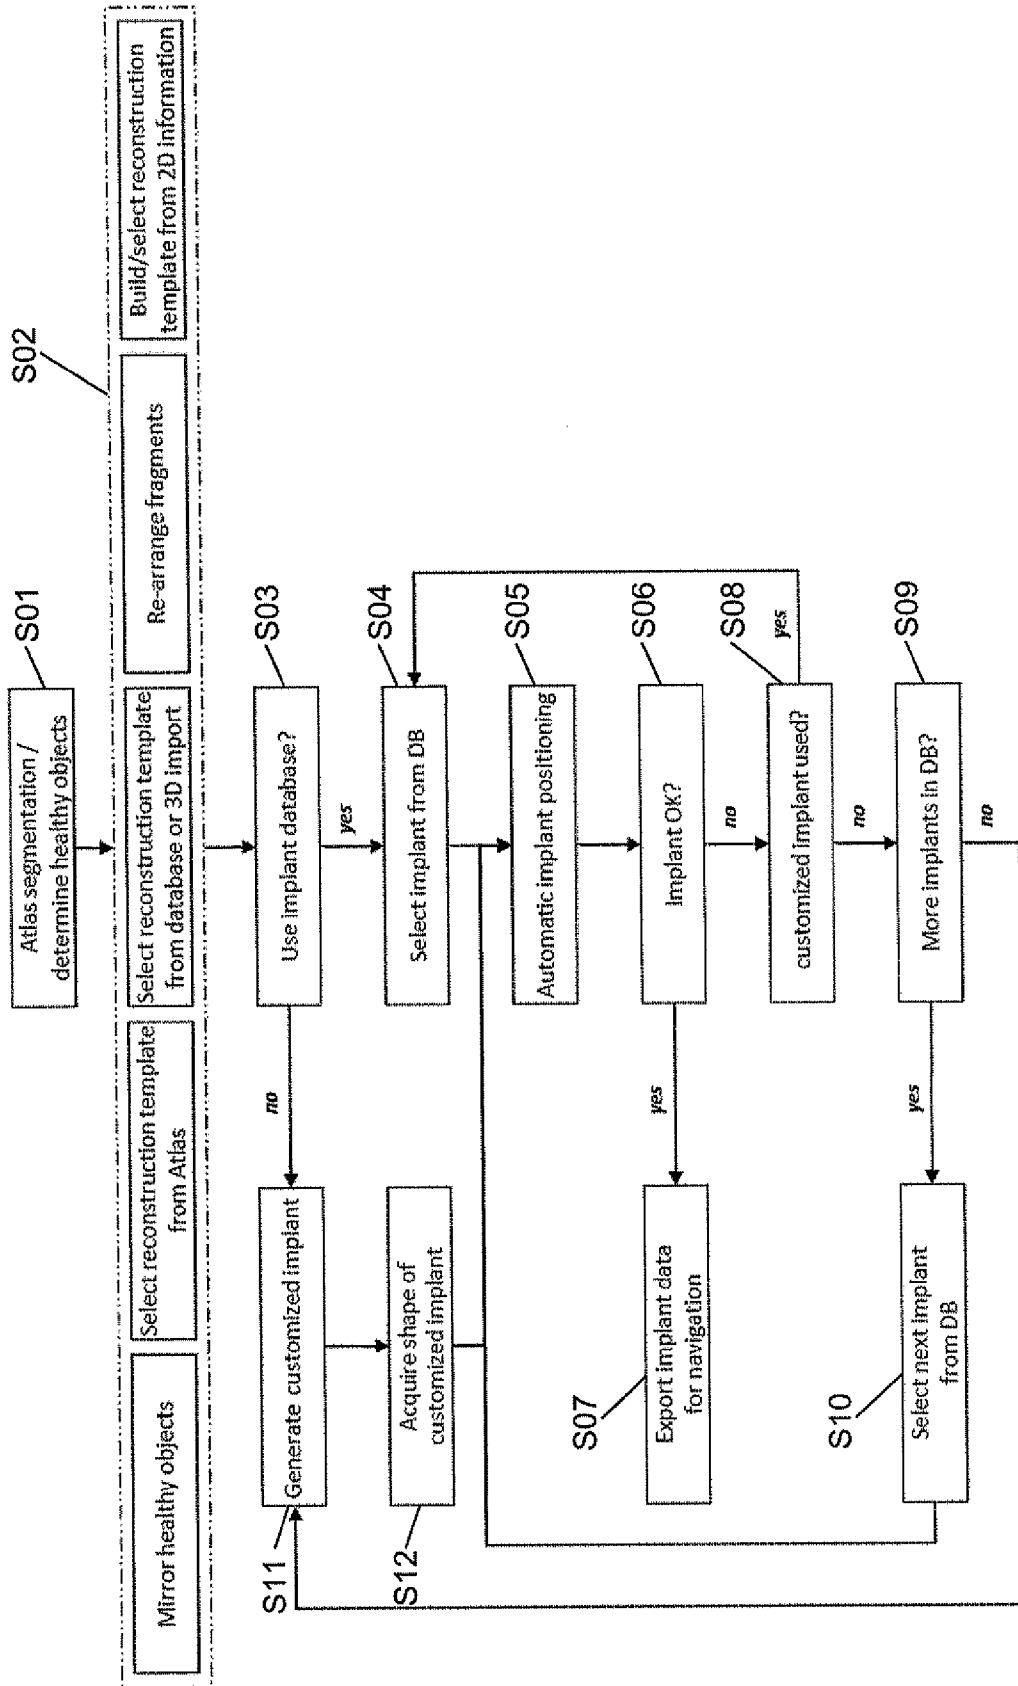 Atlas segmentation /
determine healthy objects
S01
S02
Mirror healthy objects
Select reconstruction template
from Atlas
Select reconstruction template
from database or 3D import
Re-arrange fragments
Build/select reconstruction
template from 2D information
Use implant database?
S03
no
yes
Generate customized implant
S11
Select implant from DB
S04
Acquire shape of
customized implant
S12
Automatic implant positioning
S05
Implant OK?
S06
yes
no
Export implant data
for navigation
S07
customized implant used?
S08
yes
no
More implants in DB?
S09
yes
no
Select next implant
from DB
S10